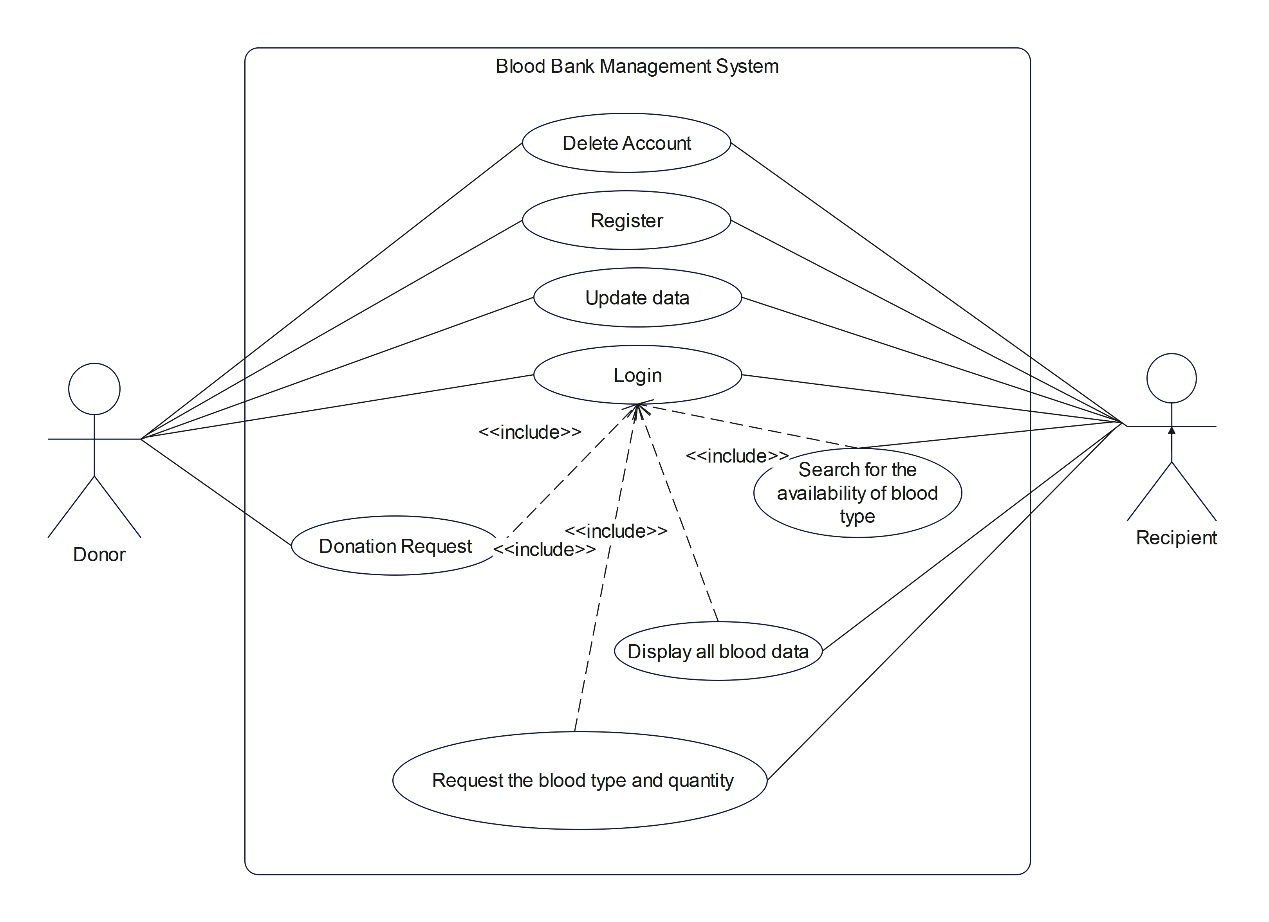 Blood Bank Management System
Delete Account
Register
Update data
Login
<<include>>
<<include>>
Search for the
availability of blood
type
<<include>>
<<include>>
Donation Request
Donor
Recipient
Display all blood data
Request the blood type and quantity